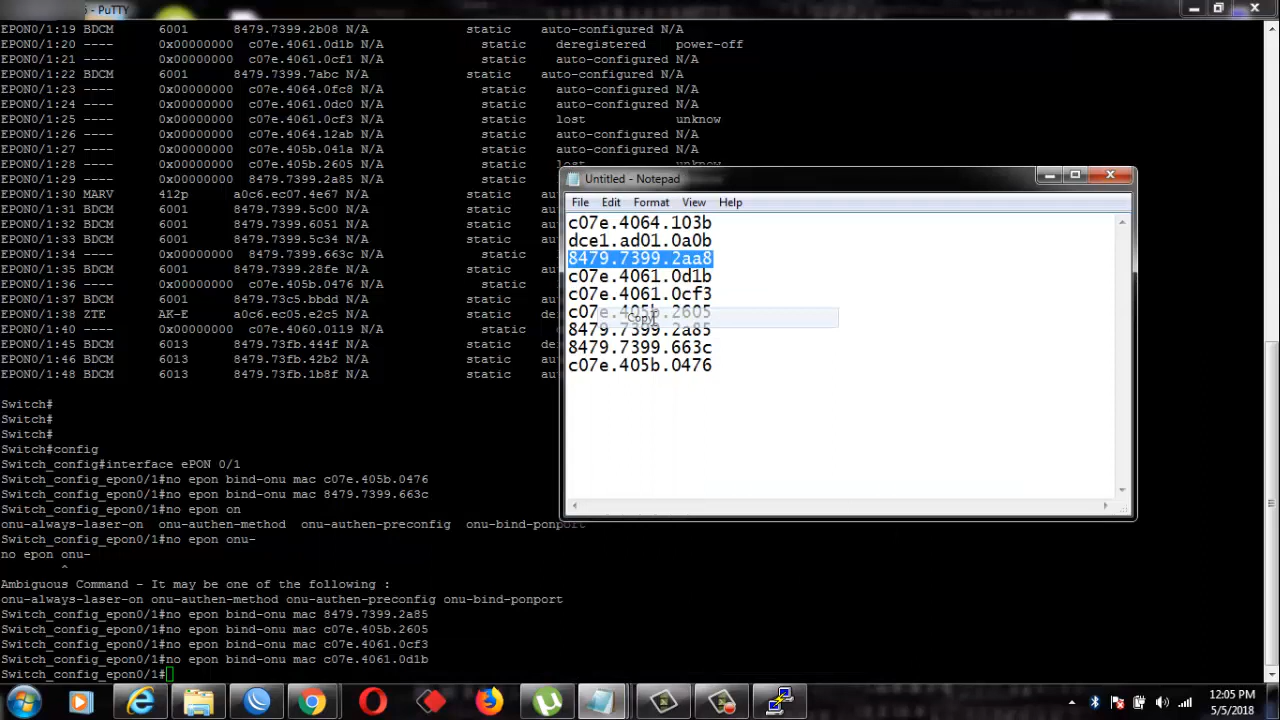 - PuTTY
EPON0/1:19 BDCM 6001 8479.7399.2b08 N/A static auto-configured N/A
EPON0/1:20 ---- 0x00000000 c07e.4061.0d1b N/A static deregistered power-off
EPON0/1:21 ---- 0x00000000 c07e.4061.0cf1 N/A static auto-configured N/A
EPON0/1:22 BDCM 6001 8479.7399.7abc N/A static auto-configured N/A
EPON0/1:23 ---- 0x00000000 c07e.4064.0fc8 N/A static auto-configured N/A
EPON0/1:24 ---- 0x00000000 c07e.4061.0dc0 N/A static auto-configured N/A
EPON0/1:25 ---- 0x00000000 c07e.4061.0cf3 N/A static lost unknow
EPON0/1:26 ---- 0x00000000 c07e.4064.12ab N/A static auto-configured N/A
EPON0/1:27 ---- 0x00000000 c07e.405b.041a N/A static auto-configured N/A
EPON0/1:28 ---- 0x00000000 c07e.405b.2605 N/A static lost unknow
EPON0/1:29 ---- 0x00000000 8479.7399.2a85 N/A static
EPON0/1:30 MARV 412p a0c6.ec07.4e67 N/A static
EPON0/1:31 BDCM 6001 8479.7399.5c00 N/A static
EPON0/1:32 BDCM 6001 8479.7399.6051 N/A static
EPON0/1:33 BDCM 6001 8479.7399.5c34 N/A static
EPON0/1:34 ---- 0x00000000 8479.7399.663c N/A static
EPON0/1:35 BDCM 6001 8479.7399.28fe N/A static
EPON0/1:36 ---- 0x00000000 c07e.405b.0476 N/A static
EPON0/1:37 BDCM 6001 8479.73c5.bbdd N/A static
EPON0/1:38 ZTE AK-E a0c6.ec05.e2c5 N/A static
EPON0/1:40 ---- 0x00000000 c07e.4060.0119 N/A static
EPON0/1:45 BDCM 6013 8479.73fb.444f N/A static
EPON0/1:46 BDCM 6013 8479.73fb.42b2 N/A static
EPON0/1:48 BDCM 6013 8479.73fb.1b8f N/A static
Switch#
Switch#
Switch#
Switch#config
Switch_config#interface ePON 0/1
Switch_config_epon0/1#no epon bind-onu mac c07e.405b.0476
Switch_config_epon0/1#no epon bind-onu mac 8479.7399.663c
Switch_config_epon0/1#no epon on
onu-always-laser-on onu-authen-method onu-authen-preconfig onu-bind-ponport
Switch_config_epon0/1#no epon onu-
no epon onu-
^
Ambiguous Command - It may be one of the following :
onu-always-laser-on onu-authen-method onu-authen-preconfig onu-bind-ponport
Switch_config_epon0/1#no epon bind-onu mac 8479.7399.2a85
Switch_config_epon0/1#no epon bind-onu mac c07e.405b.2605
Switch_config_epon0/1#no epon bind-onu mac c07e.4061.0cf3
Switch_config_epon0/1#no epon bind-onu mac c07e.4061.0d1b
Switch_config_epon0/1#
Untitled - Notepad
File Edit Format View Help
c07e.4064.103b
dce1.ad01.0a0b
8479.7399.2aa8
c07e.4061.0d1b
c07e.4061.0cf3
c07e.405b.2605
Copy
8479.7399.2a85
8479.7399.663c
c07e.405b.0476
12:05 PM
5/5/2018